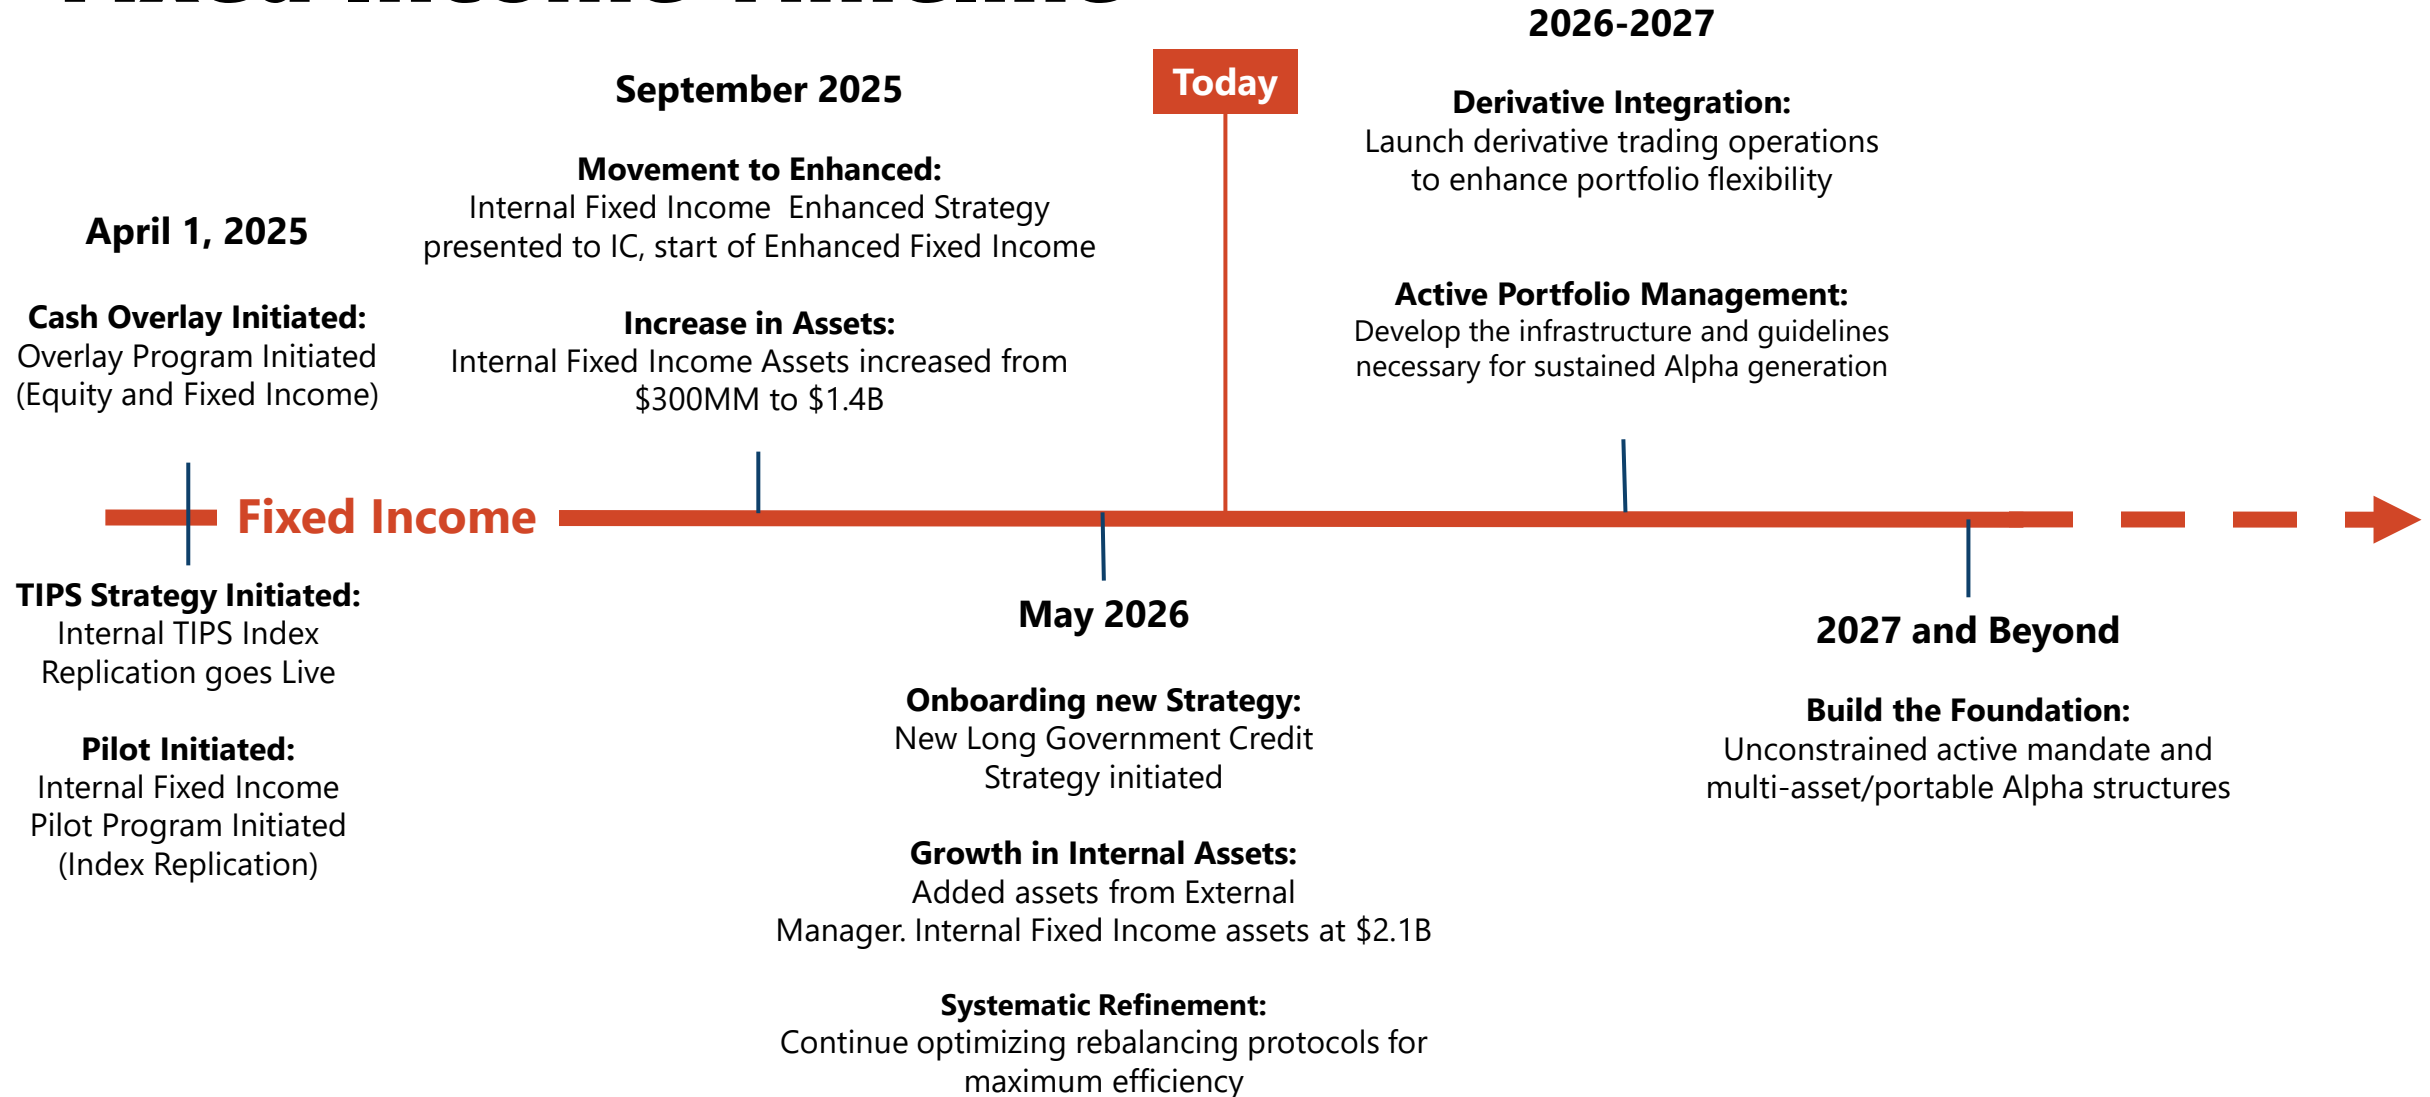 Fixed Income Timeline
April 1, 2025
Cash Overlay Initiated:
Overlay Program Initiated
(Equity and Fixed Income)
September 2025
Movement to Enhanced:
Internal Fixed Income  Enhanced Strategy
presented to IC, start of Enhanced Fixed Income
Increase in Assets:
Internal Fixed Income Assets increased from
$300MM to $1.4B
Today
2026-2027
Derivative Integration:
Launch derivative trading operations
to enhance portfolio flexibility
Active Portfolio Management:
Develop the infrastructure and guidelines
necessary for sustained Alpha generation
Fixed Income
TIPS Strategy Initiated:
Internal TIPS Index
Replication goes Live
Pilot Initiated:
Internal Fixed Income
Pilot Program Initiated
(Index Replication)
May 2026
Onboarding new Strategy:
New Long Government Credit
Strategy initiated
Growth in Internal Assets:
Added assets from External
Manager. Internal Fixed Income assets at $2.1B
Systematic Refinement:
Continue optimizing rebalancing protocols for
maximum efficiency
2027 and Beyond
Build the Foundation:
Unconstrained active mandate and
multi-asset/portable Alpha structures